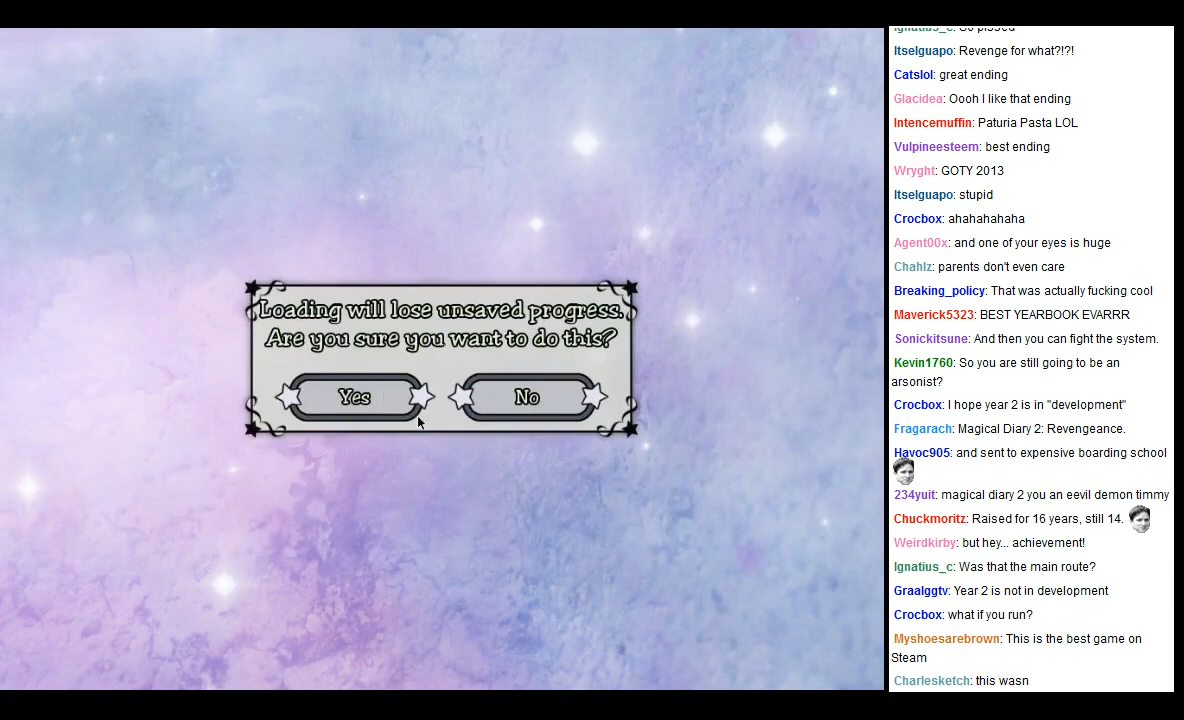 Loading will lose unsaved progress.
Are you sure you want to do this?
Yes
No
Ignatius_c: So pissed
Itselguapo: Revenge for what?!?!
Catslol: great ending
Glacidea: Oooh I like that ending
Intencemuffin: Paturia Pasta LOL
Vulpineesteem: best ending
Wryght: GOTY 2013
Itselguapo: stupid
Crocbox: ahahahahaha
Agent00x: and one of your eyes is huge
Chahlz: parents don't even care
Breaking_policy: That was actually fucking cool
Maverick5323: BEST YEARBOOK EVARRR
Sonickitsune: And then you can fight the system.
Kevin1760: So you are still going to be an
arsonist?
Crocbox: I hope year 2 is in "development"
Fragarach: Magical Diary 2: Revengeance.
Havoc905: and sent to expensive boarding school
234yuit: magical diary 2 you an eevil demon timmy
Chuckmoritz: Raised for 16 years, still 14.
Weirdkirby: but hey... achievement!
Ignatius_c: Was that the main route?
Graalggtv: Year 2 is not in development
Crocbox: what if you run?
Myshoesarebrown: This is the best game on
Steam
Charlesketch: this wasn